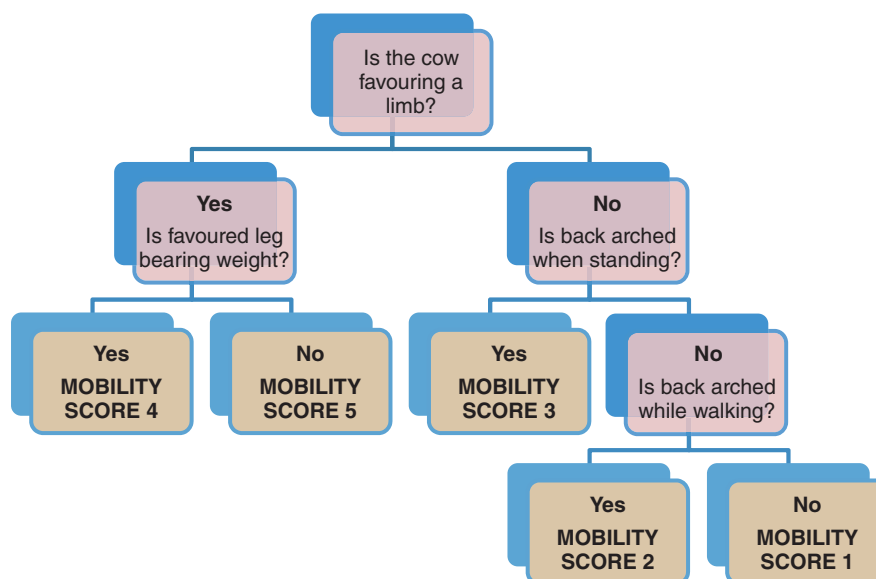 Is the cow
favouring a
limb?
Yes
Is favoured leg
bearing weight?
No
Is back arched
when standing?
Yes
MOBILITY
SCORE 4
No
MOBILITY
SCORE 5
Yes
MOBILITY
SCORE 3
No
Is back arched
while walking?
Yes
MOBILITY
SCORE 2
No
MOBILITY
SCORE 1